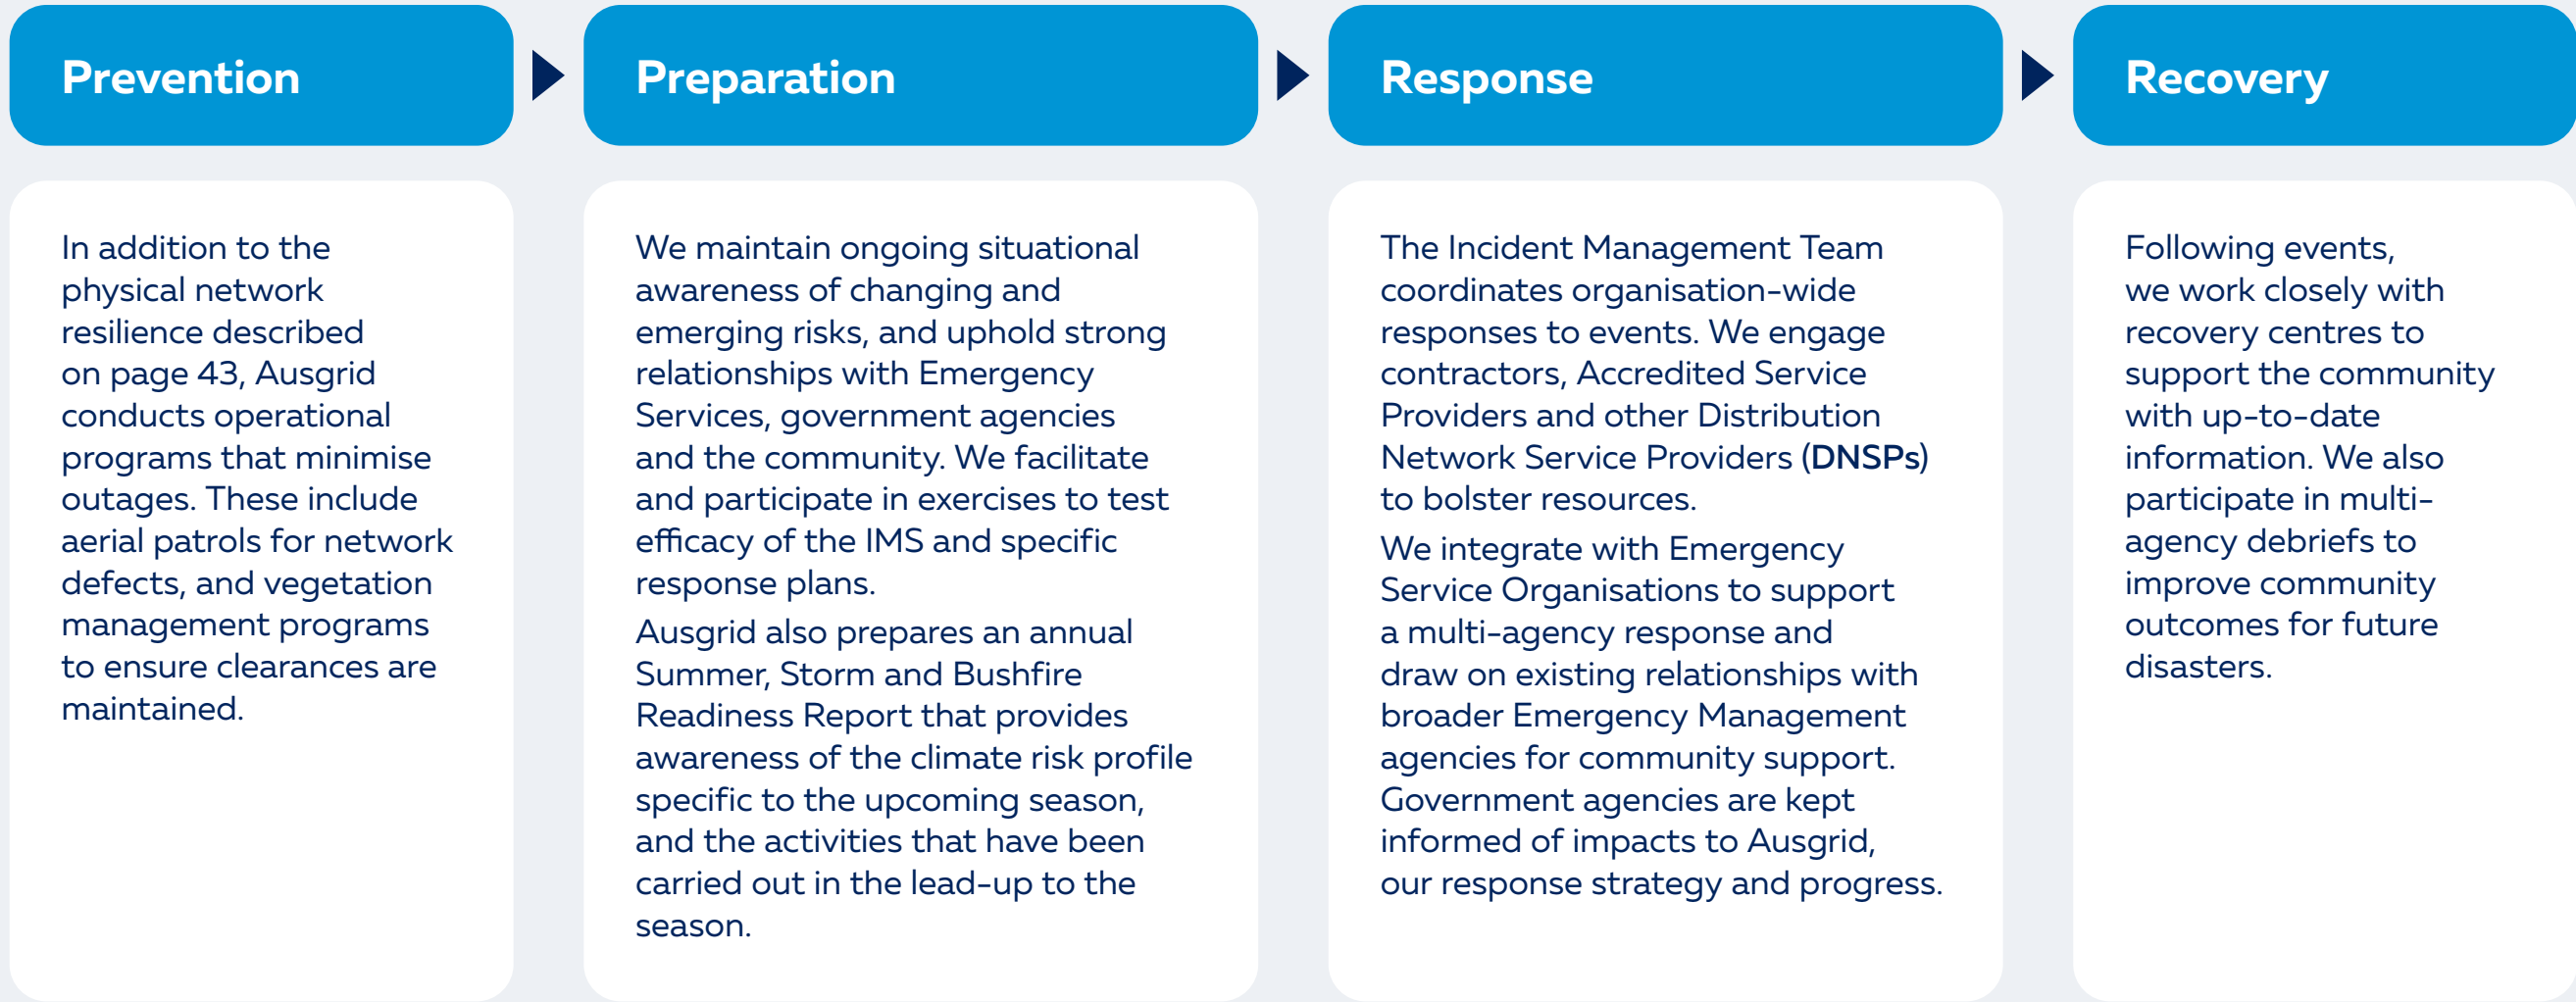 Prevention
In addition to the
physical network
resilience described
on page 43, Ausgrid
conducts operational
programs that minimise
outages. These include
aerial patrols for network
defects, and vegetation
management programs
to ensure clearances are
maintained.
Preparation
We maintain ongoing situational
awareness of changing and
emerging risks, and uphold strong
relationships with Emergency
Services, government agencies
and the community. We facilitate
and participate in exercises to test
efficacy of the IMS and specific
response plans.
Ausgrid also prepares an annual
Summer, Storm and Bushfire
Readiness Report that provides
awareness of the climate risk profile
specific to the upcoming season,
and the activities that have been
carried out in the lead-up to the
season.
Response
The Incident Management Team
coordinates organisation-wide
responses to events. We engage
contractors, Accredited Service
Providers and other Distribution
Network Service Providers (DNSPs)
to bolster resources.
We integrate with Emergency
Service Organisations to support
a multi-agency response and
draw on existing relationships with
broader Emergency Management
agencies for community support.
Government agencies are kept
informed of impacts to Ausgrid,
our response strategy and progress.
Recovery
Following events,
we work closely with
recovery centres to
support the community
with up-to-date
information. We also
participate in multi-
agency debriefs to
improve community
outcomes for future
disasters.